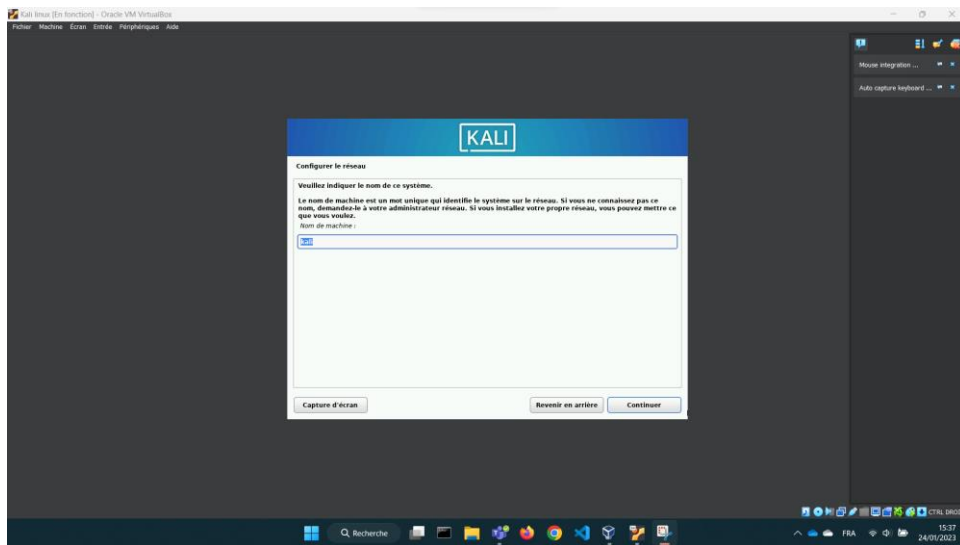 Kali linux [En fonction] - Oracle VM VirtualBox
Fichier Machine Écran Entrée Périphériques Aide
Mouse integration ...
Auto capture keyboard ...
KALI
Configurer le réseau
Veuillez indiquer le nom de ce système.
Le nom de machine est un mot unique qui identifie le système sur le réseau. Si vous ne connaissez pas ce
nom, demandez-le à votre administrateur réseau. Si vous installez votre propre réseau, vous pouvez mettre ce
que vous voulez.
Nom de machine :
kali
Capture d'écran
Revenir en arrière
Continuer
CTRL DROI
Recherche
FRA
15:37
24/01/2023